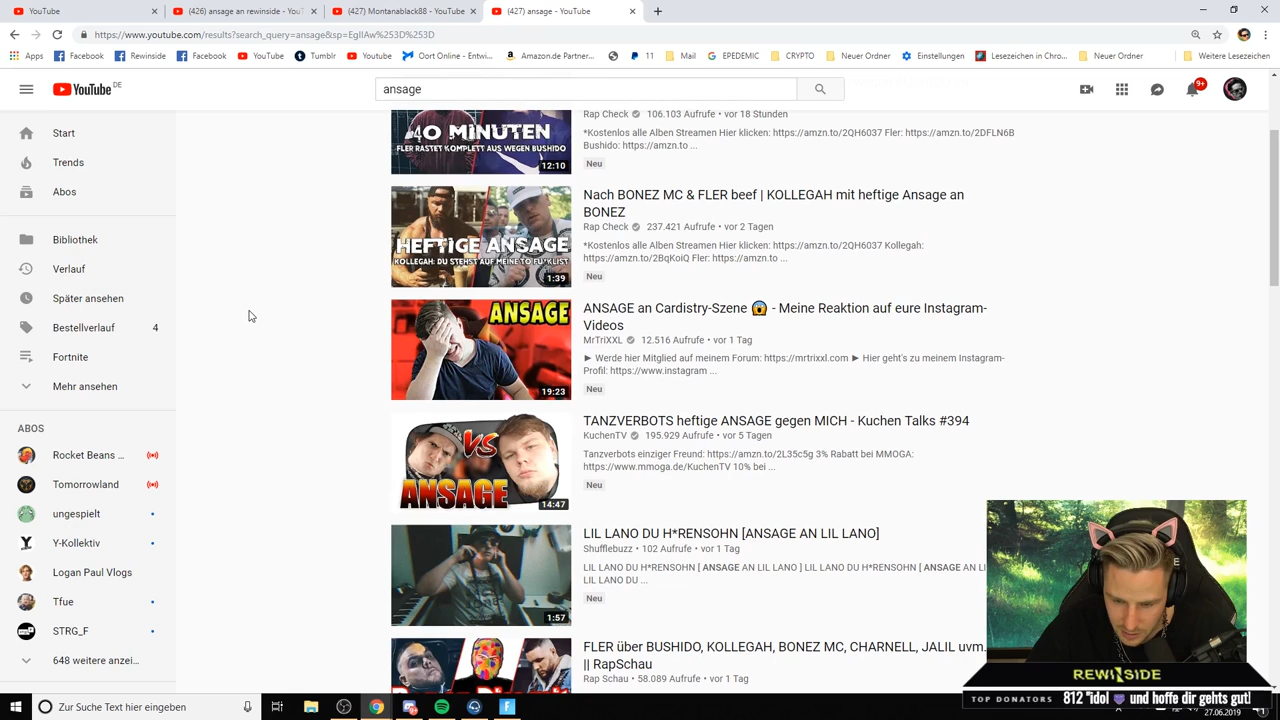 YouTube
(426) ansage an rewinside - YouT
(427) Montanablack88 - YouTube
(427) ansage - YouTube
https://www.youtube.com/results?search_query=ansage&sp=EgIIAw%253D%253D
Apps
Facebook
Rewinside
Facebook
YouTube
Tumblr
Youtube
Oort Online - Entwi...
Amazon.de Partner...
11
Mail
EPEDEMIC
CRYPTO
Neuer Ordner
Einstellungen
Lesezeichen in Chro...
Neuer Ordner
Weitere Lesezeichen
YouTube DE
ansage
9+
Start
Trends
Abos
Bibliothek
Verlauf
Später ansehen
Bestellverlauf 4
Fortnite
Mehr ansehen
ABOS
Rocket Beans ...
Tomorrowland
ungespielt
Y-Kollektiv
Logan Paul Vlogs
Tfue
STRG_F
648 weitere anzei...
40 MINUTEN
FLER RASTET KOMPLETT AUS WEGEN BUSHIDO
12:10
Rap Check 106.103 Aufrufe • vor 18 Stunden
*Kostenlos alle Alben Streamen Hier klicken: https://amzn.to/2QH6037 Fler: https://amzn.to/2DFLN6B
Bushido: https://amzn.to ...
Neu
HEFTIGE ANSAGE
KOLLEGAH: DU STEHST AUF MEINE TO FU*KLIST
1:39
Nach BONEZ MC & FLER beef | KOLLEGAH mit heftige Ansage an
BONEZ
Rap Check 237.421 Aufrufe • vor 2 Tagen
*Kostenlos alle Alben Streamen Hier klicken: https://amzn.to/2QH6037 Kollegah:
https://amzn.to/2BqKoiQ Fler: https://amzn.to ...
Neu
ANSAGE
19:23
ANSAGE an Cardistry-Szene 😱 - Meine Reaktion auf eure Instagram-
Videos
MrTriXXL 12.516 Aufrufe • vor 1 Tag
► Werde hier Mitglied auf meinem Forum: https://mrtrixxl.com ► Hier geht's zu meinem Instagram-
Profil: https://www.instagram ...
Neu
VS
ANSAGE
14:47
TANZVERBOTS heftige ANSAGE gegen MICH - Kuchen Talks #394
KuchenTV 195.929 Aufrufe • vor 5 Tagen
Tanzverbots einziger Freund: https://amzn.to/2L35c5g 3% Rabatt bei MMOGA:
https://www.mmoga.de/KuchenTV 10% bei ...
Neu
1:57
LIL LANO DU H*RENSOHN [ANSAGE AN LIL LANO]
Shufflebuzz • 102 Aufrufe • vor 1 Tag
LIL LANO DU H*RENSOHN [ ANSAGE AN LIL LANO ] LIL LANO DU H*RENSOHN [ ANSAGE AN LI
LIL LANO DU ...
Neu
FLER über BUSHIDO, KOLLEGAH, BONEZ MC, CHARNELL, JALIL uvm.
|| RapSchau
Rap Schau • 58.089 Aufrufe • vor 1 Tag
REWINSIDE
TOP DONATORS
812 "idol 😈 und hoffe dir gehts gut!
Zur Suche Text hier eingeben
27.06.2019